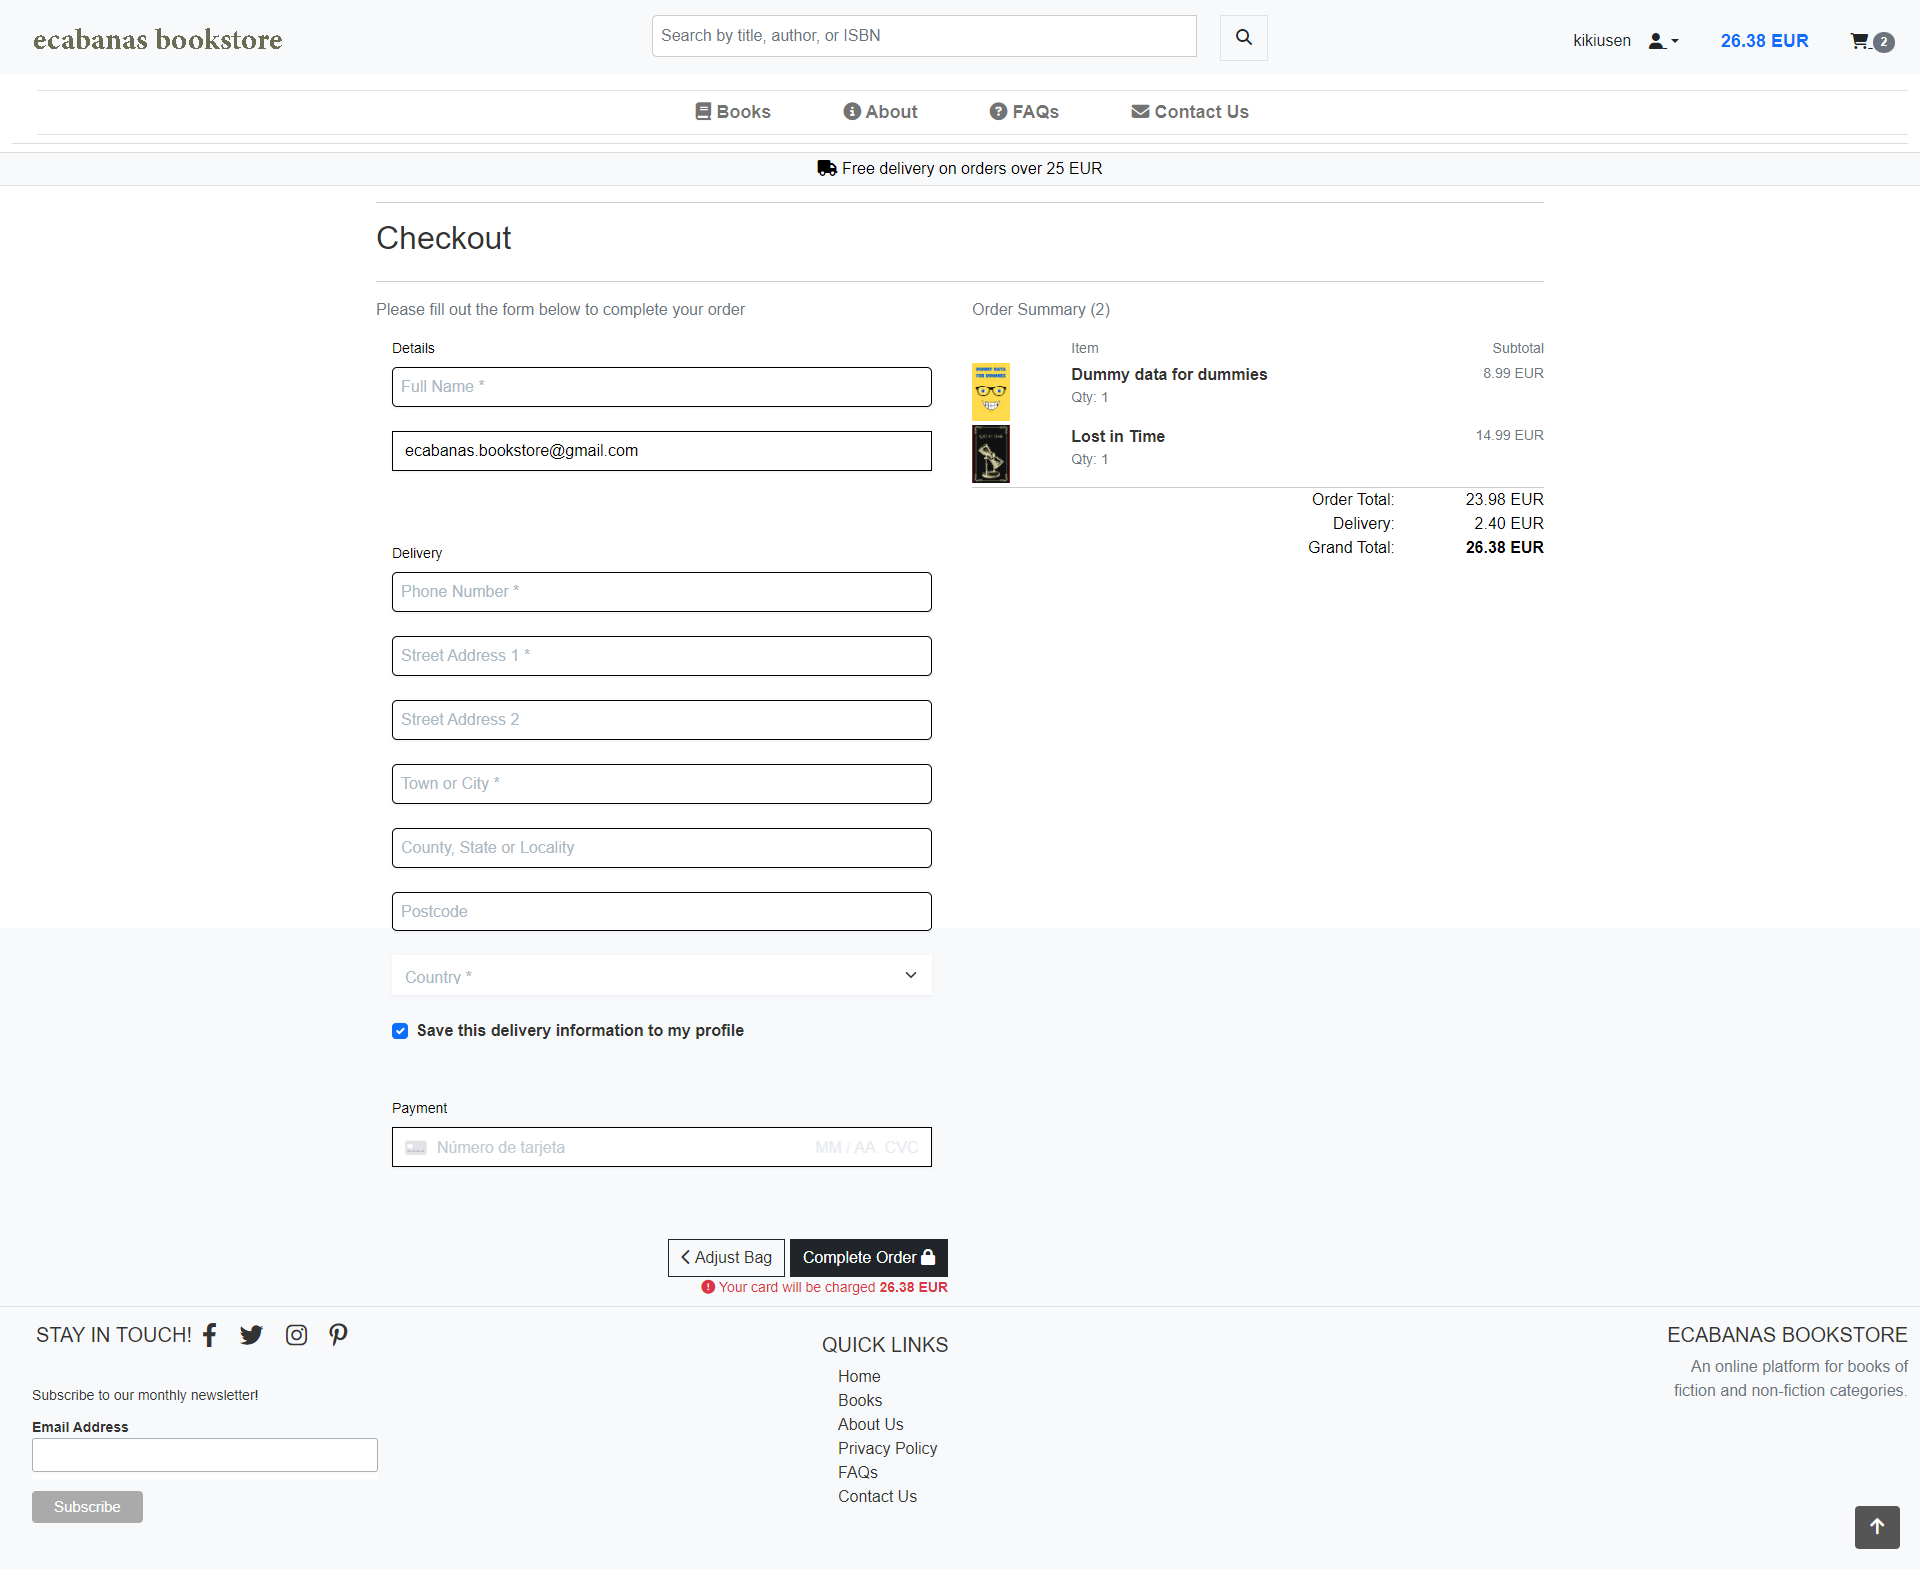 ecabanas bookstore
Search by title, author, or ISBN
kikiusen
26.38 EUR
2
Books
About
FAQs
Contact Us
Free delivery on orders over 25 EUR
Checkout
Please fill out the form below to complete your order
Details
Full Name *
ecabanas.bookstore@gmail.com
Delivery
Phone Number *
Street Address 1 *
Street Address 2
Town or City *
County, State or Locality
Postcode
Country *
Save this delivery information to my profile
Payment
Número de tarjeta MM / AA CVC
Adjust Bag
Complete Order
Your card will be charged 26.38 EUR
Order Summary (2)
Item Subtotal
DUMMY DATA
FOR DUMMIES
Dummy data for dummies 8.99 EUR
Qty: 1
LOST IN TIME
Lost in Time 14.99 EUR
Qty: 1
Order Total: 23.98 EUR
Delivery: 2.40 EUR
Grand Total: 26.38 EUR
STAY IN TOUCH!
Subscribe to our monthly newsletter!
Email Address
Subscribe
QUICK LINKS
Home
Books
About Us
Privacy Policy
FAQs
Contact Us
ECABANAS BOOKSTORE
An online platform for books of
fiction and non-fiction categories.